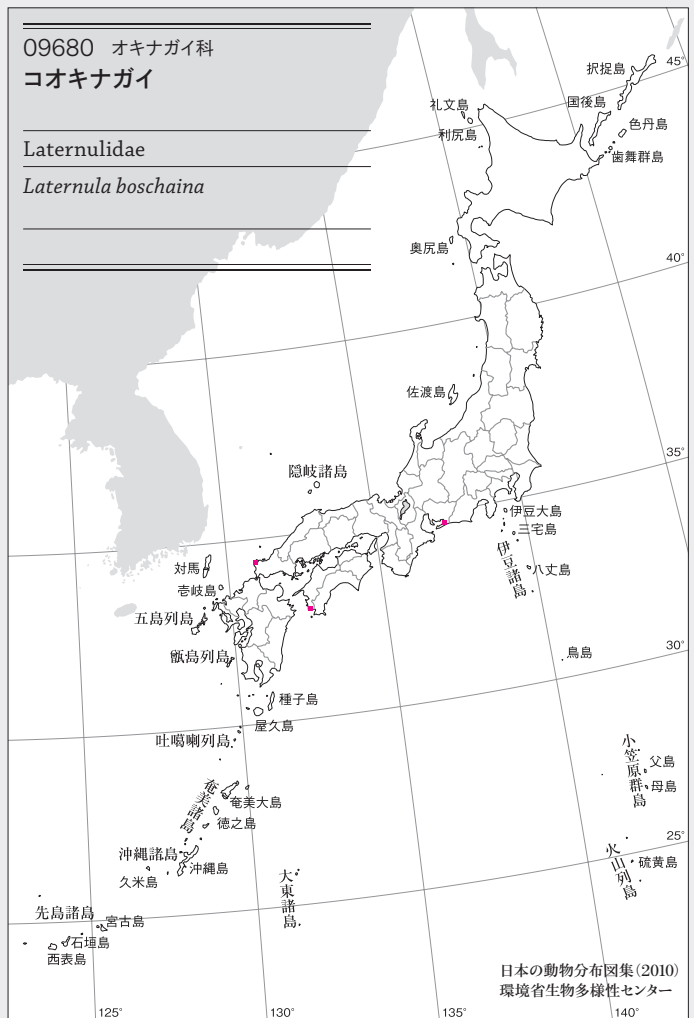 09680 オキナガイ科
コオキナガイ
Laternulidae
Laternula boschaina
45°
択捉島
国後島
礼文島
色丹島
利尻島
歯舞群島
奥尻島
40°
佐渡島
35°
隠岐諸島
伊豆大島
三宅島
伊豆諸島
八丈島
対馬
壱岐島
五島列島
甑島列島
鳥島
30°
種子島
屋久島
吐噶喇列島
小笠原群島
父島
母島
奄美諸島
奄美大島
徳之島
25°
沖縄諸島
沖縄島
久米島
大東諸島
火山列島
硫黄島
先島諸島
宮古島
石垣島
西表島
日本の動物分布図集(2010)
環境省生物多様性センター
125°
130°
135°
140°